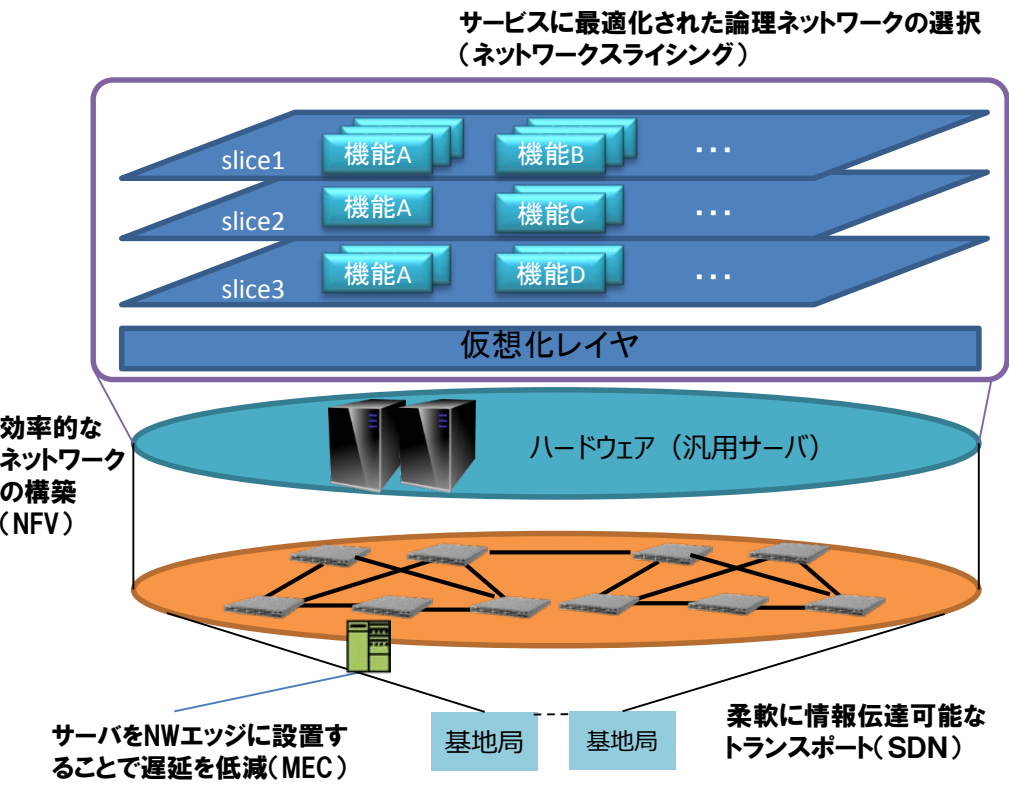 サービスに最適化された論理ネットワークの選択
（ネットワークスライシング）
slice1 機能A 機能B ・・・
slice2 機能A 機能C ・・・
slice3 機能A 機能D ・・・
仮想化レイヤ
効率的な
ネットワーク
の構築
（NFV）
ハードウェア（汎用サーバ）
サーバをNWエッジに設置す
ることで遅延を低減（MEC）
基地局 基地局
柔軟に情報伝達可能な
トランスポート（SDN）